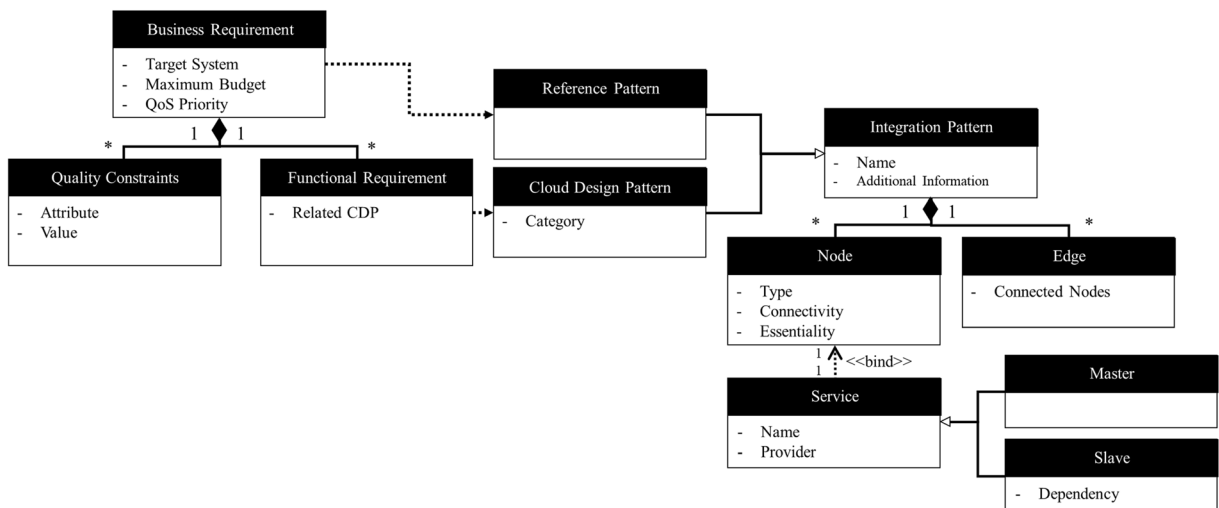 Business Requirement
- Target System
- Maximum Budget
- QoS Priority
1 1
* *
Quality Constraints
- Attribute
- Value
Functional Requirement
- Related CDP
Reference Pattern
Cloud Design Pattern
- Category
Integration Pattern
- Name
- Additional Information
1 1
* *
Node
- Type
- Connectivity
- Essentiality
Edge
- Connected Nodes
1
<<bind>>
1
Service
- Name
- Provider
Master
Slave
- Dependency